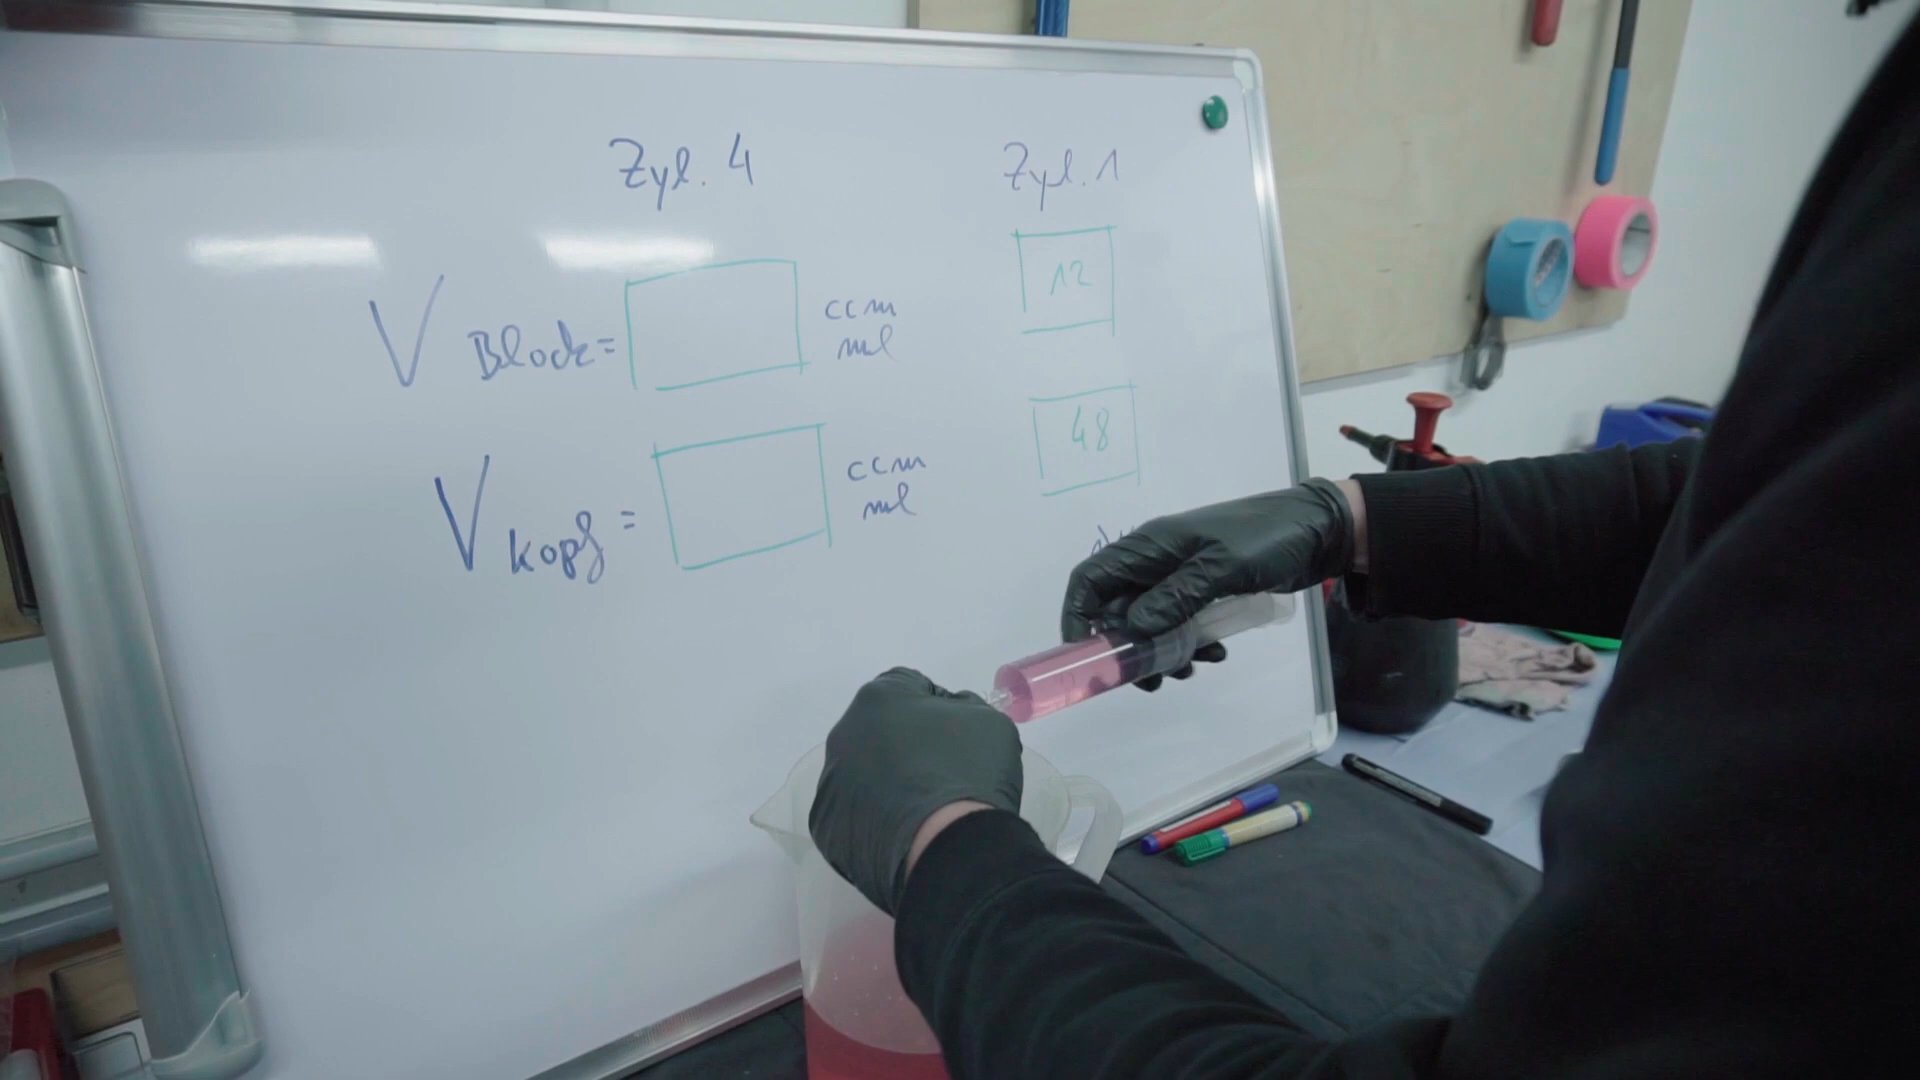 Zyl. 4
Zyl. 1
V Block =
ccm
ml
12
V Kopf =
ccm
ml
48